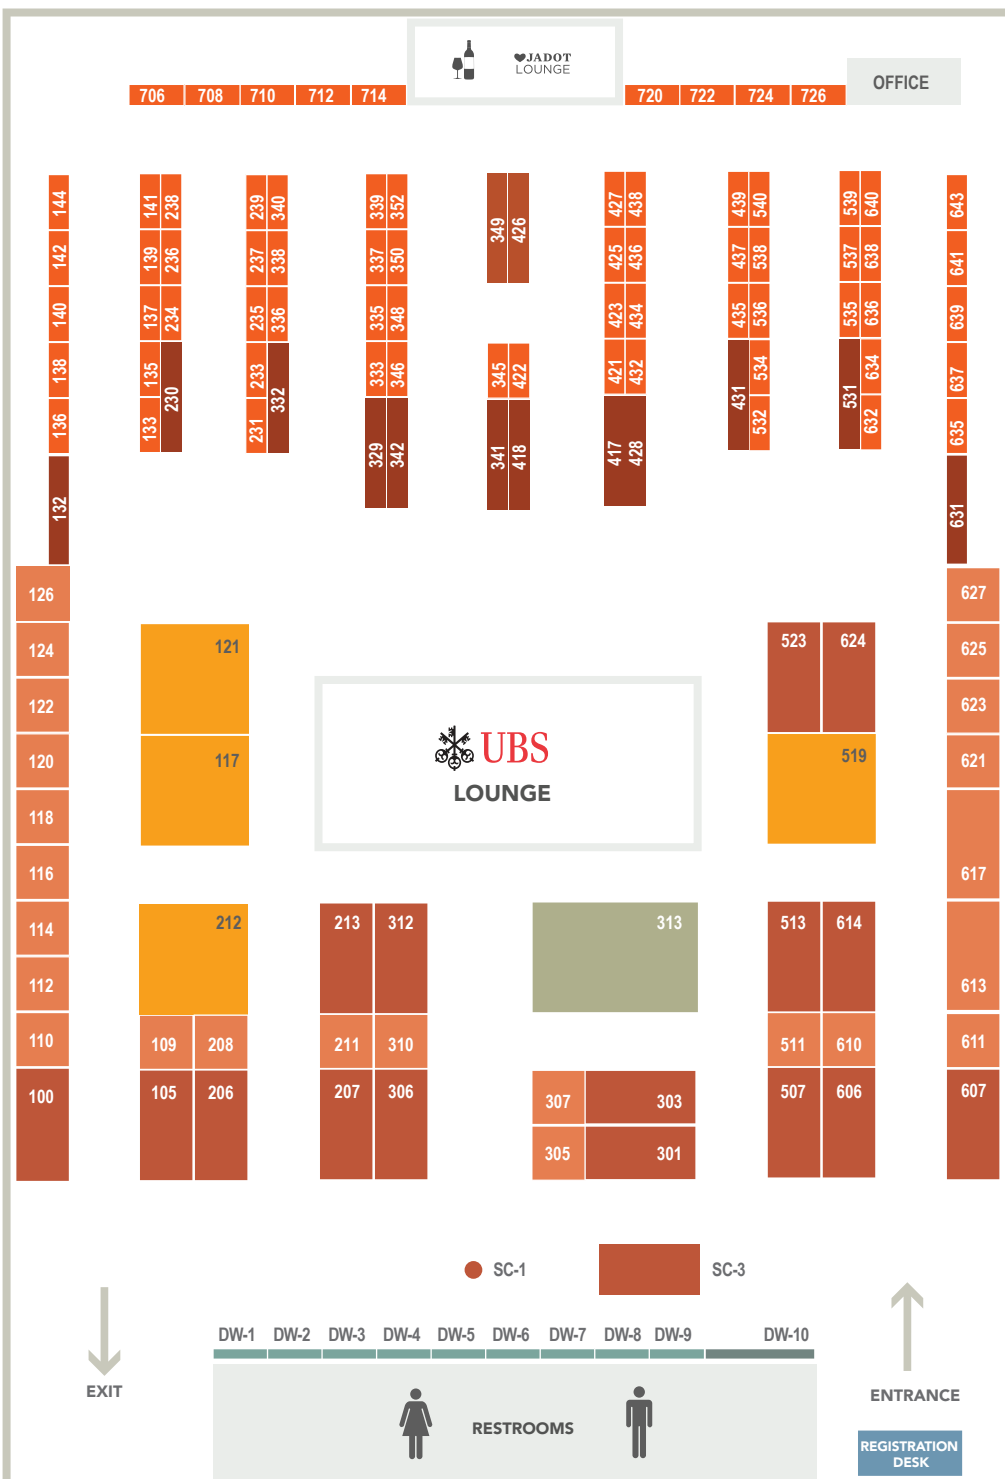 ♥JADOT
LOUNGE
OFFICE
706 708 710 712 714
720 722 724 726
144 141 238 239 340 339 352 349 426 427 438 439 540 539 640 643
142 139 236 237 338 337 350 425 436 437 538 537 638 641
140 137 234 235 336 335 348 423 434 435 536 535 636 639
138 135 230 233 332 333 346 345 422 421 432 431 534 531 634 637
136 133 231 532 632 635
132 329 342 341 418 417 428 631
126 627
124 121 523 624 625
122 623
120 117 519 621
UBS
LOUNGE
118
116 617
114 212 213 312 313 513 614
112 613
110 109 208 211 310 511 610 611
100 105 206 207 306 307 303 507 606 607
305 301
SC-1 SC-3
DW-1 DW-2 DW-3 DW-4 DW-5 DW-6 DW-7 DW-8 DW-9 DW-10
EXIT
ENTRANCE
RESTROOMS
REGISTRATION
DESK